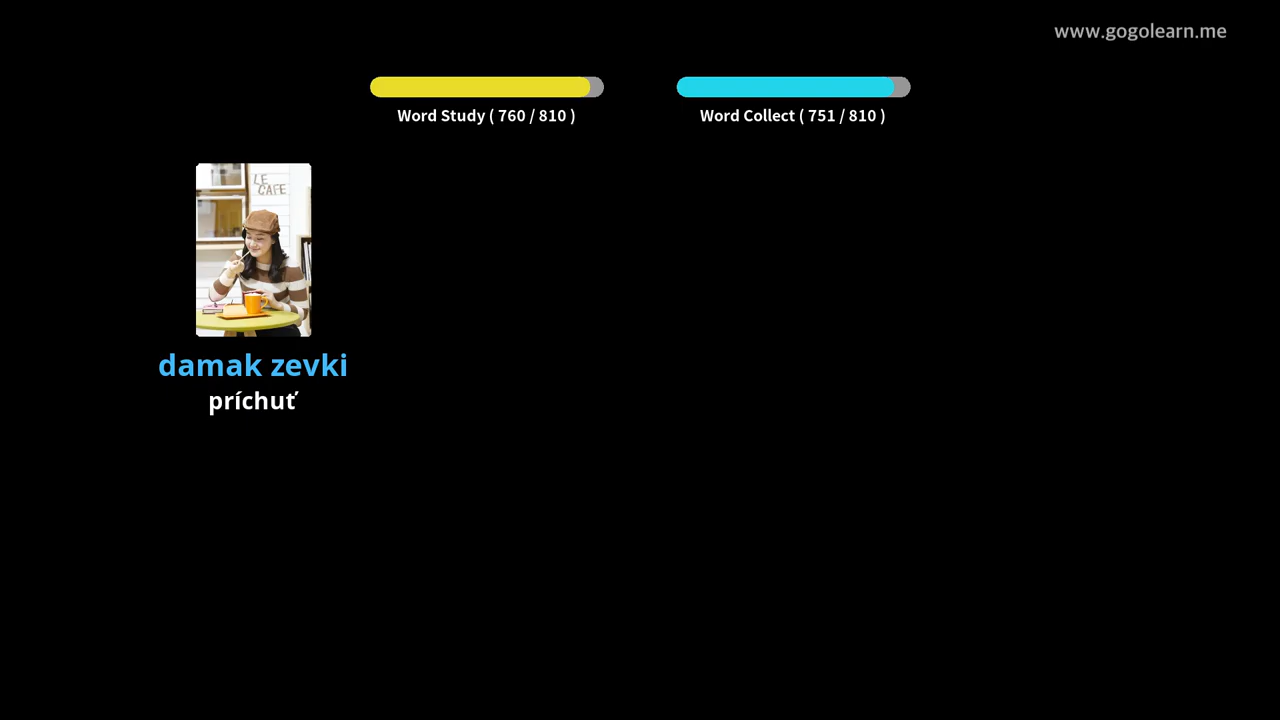 www.gogolearn.me
Word Study ( 760 / 810 )
Word Collect ( 751 / 810 )
LE
CAFE
damak zevki
príchuť